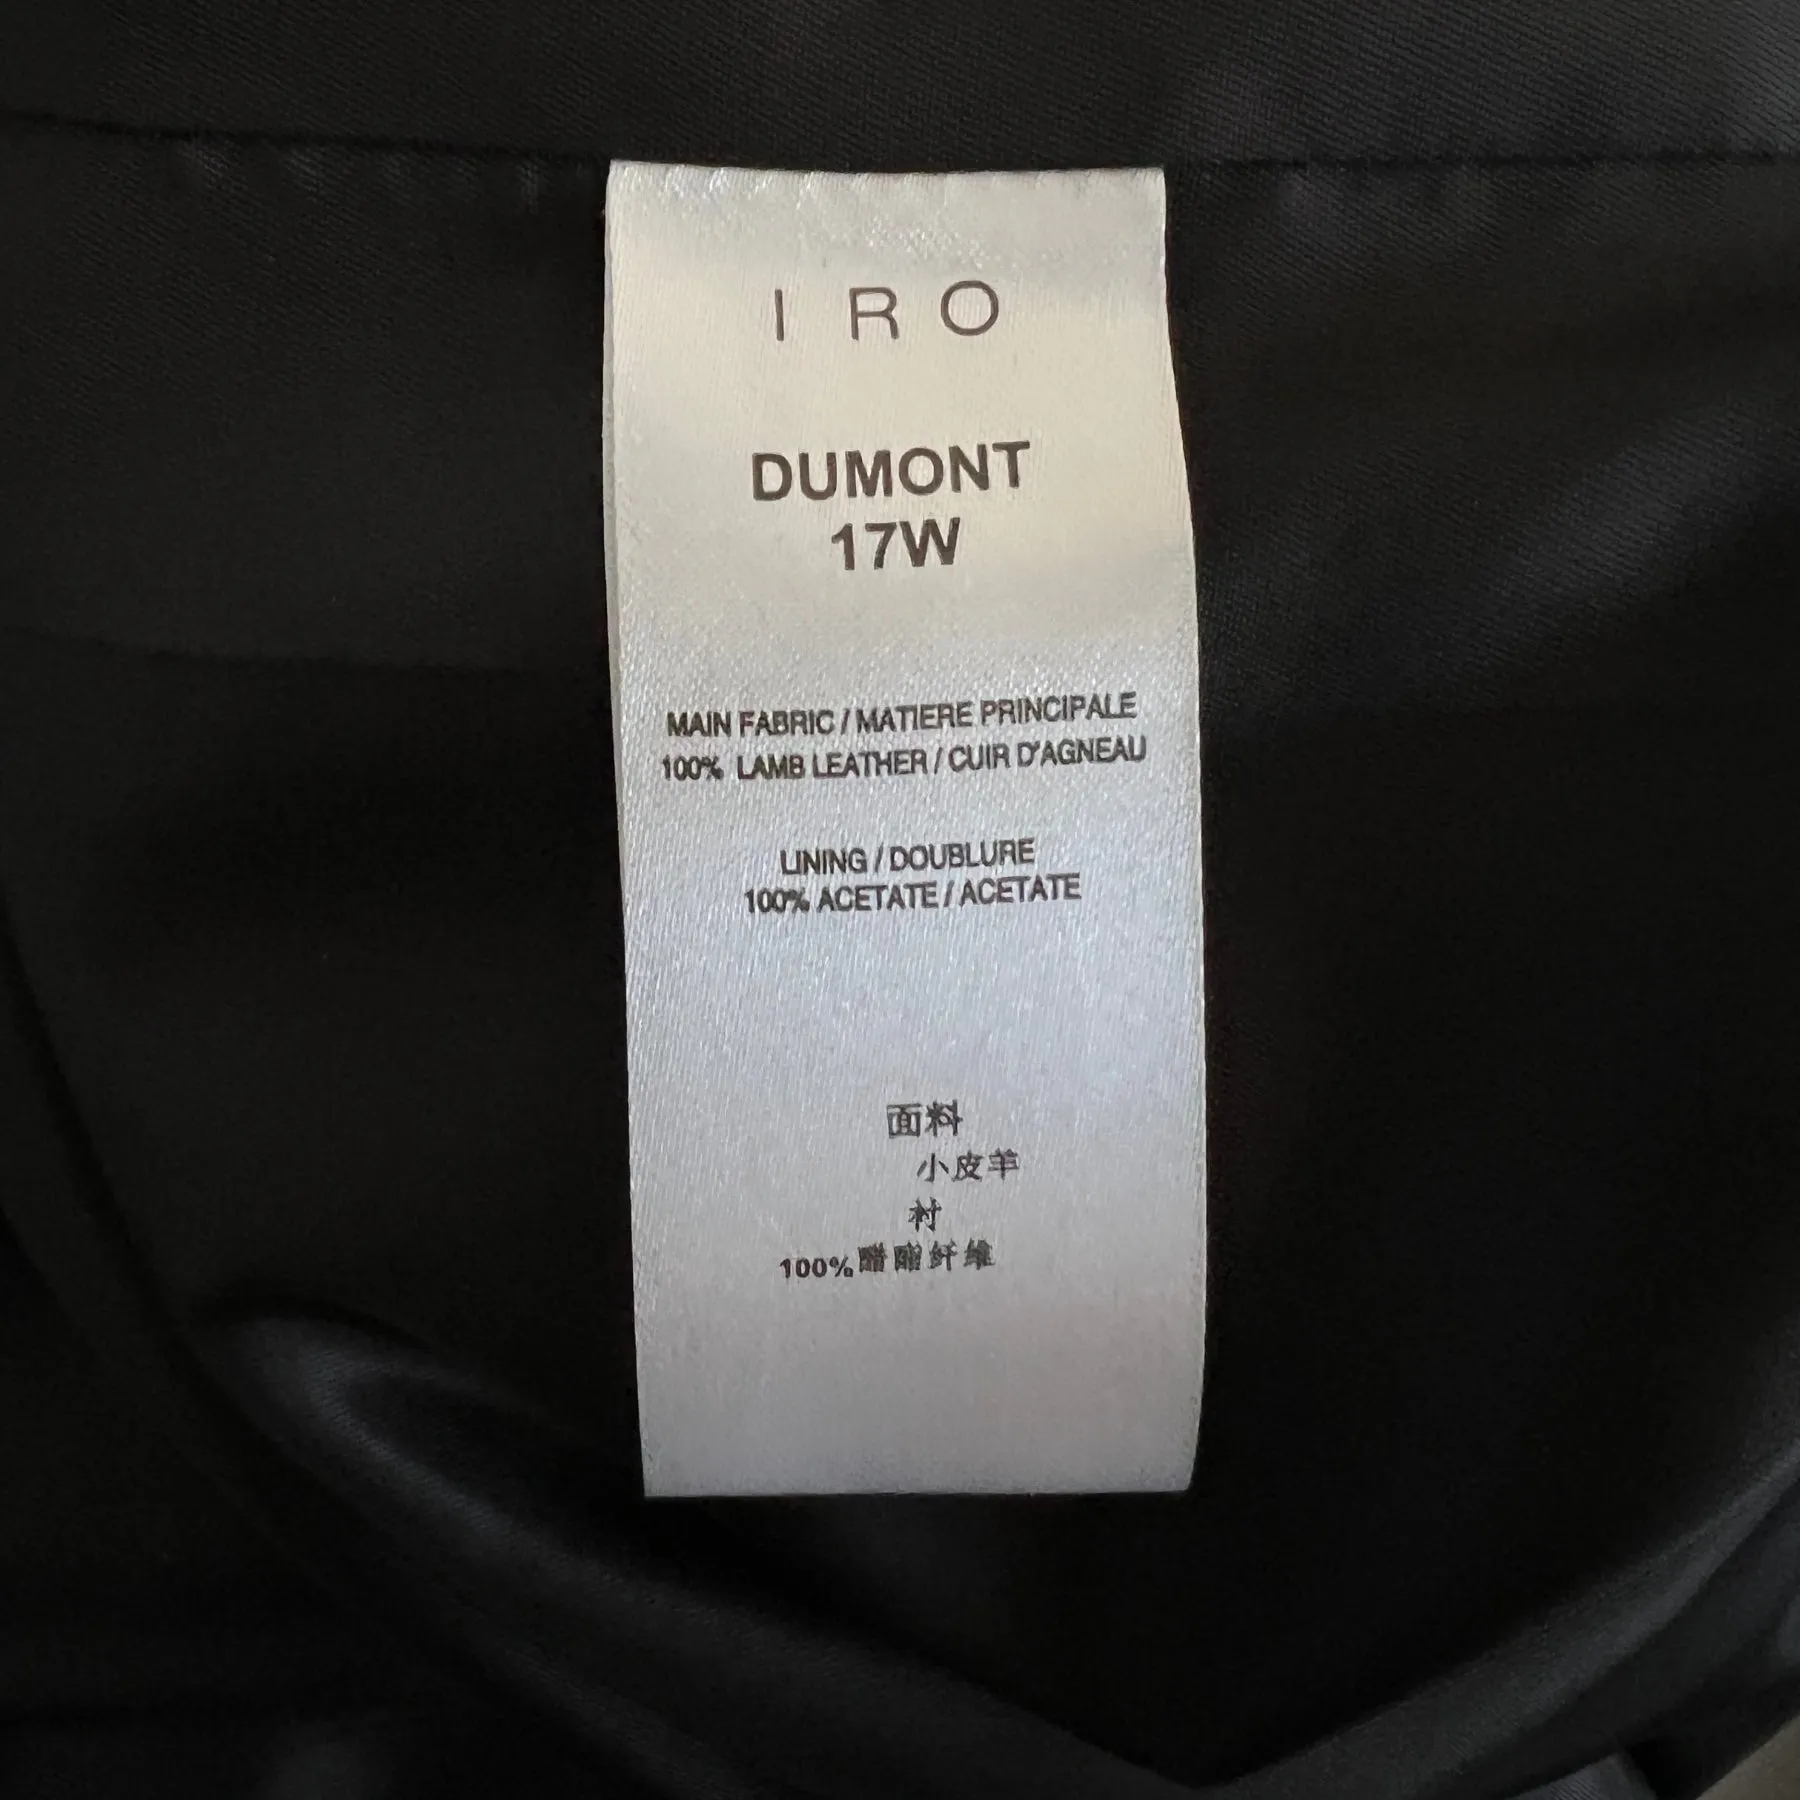 IRO
DUMONT
17W
MAIN FABRIC / MATIERE PRINCIPALE
100% LAMB LEATHER / CUIR D'AGNEAU
LINING / DOUBLURE
100% ACETATE / ACETATE
面料
小皮羊
衬
100%醋酯纤维